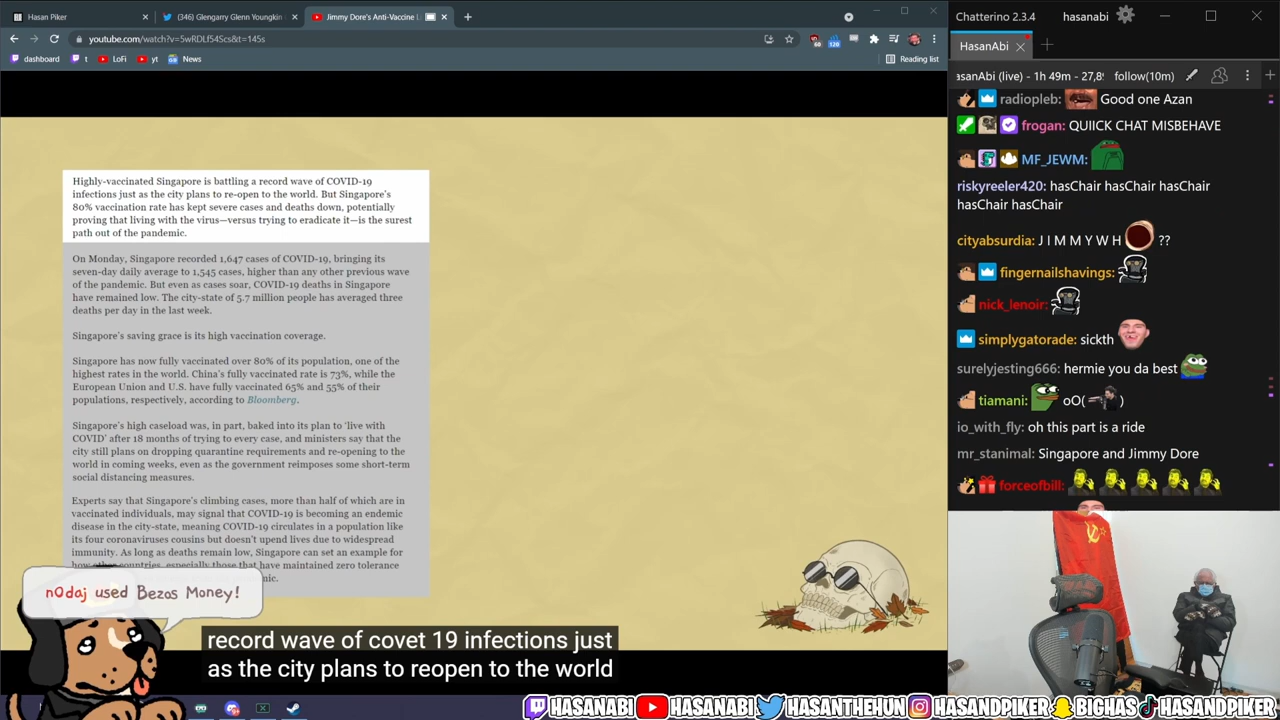 Hasan Piker
(346) Glengarry Glenn Youngkin
Jimmy Dore's Anti-Vaccine L
youtube.com/watch?v=5wRDLf54Scs&t=145s
60
120
dashboard
t
LoFi
yt
News
Reading list
Highly-vaccinated Singapore is battling a record wave of COVID-19
infections just as the city plans to re-open to the world. But Singapore's
80% vaccination rate has kept severe cases and deaths down, potentially
proving that living with the virus—versus trying to eradicate it—is the surest
path out of the pandemic.
On Monday, Singapore recorded 1,647 cases of COVID-19, bringing its
seven-day daily average to 1,545 cases, higher than any other previous wave
of the pandemic. But even as cases soar, COVID-19 deaths in Singapore
have remained low. The city-state of 5.7 million people has averaged three
deaths per day in the last week.
Singapore's saving grace is its high vaccination coverage.
Singapore has now fully vaccinated over 80% of its population, one of the
highest rates in the world. China's fully vaccinated rate is 73%, while the
European Union and U.S. have fully vaccinated 65% and 55% of their
populations, respectively, according to Bloomberg.
Singapore's high caseload was, in part, baked into its plan to 'live with
COVID' after 18 months of trying to every case, and ministers say that the
city still plans on dropping quarantine requirements and re-opening to the
world in coming weeks, even as the government reimposes some short-term
social distancing measures.
Experts say that Singapore's climbing cases, more than half of which are in
vaccinated individuals, may signal that COVID-19 is becoming an endemic
disease in the city-state, meaning COVID-19 circulates in a population like
its four coronaviruses cousins but doesn't upend lives due to widespread
immunity. As long as deaths remain low, Singapore can set an example for
how other countries, especially those that have maintained zero tolerance
n0daj used Bezos Money!
record wave of covet 19 infections just
as the city plans to reopen to the world
Chatterino 2.3.4
hasanabi
HasanAbi
asanAbi (live) - 1h 49m - 27,89
follow(10m)
radiopleb: Good one Azan
frogan: QUIICK CHAT MISBEHAVE
MF_JEWM:
riskyreeler420: hasChair hasChair hasChair
hasChair hasChair
cityabsurdia: J I M M Y W H ??
fingernailshavings:
nick_lenoir:
simplygatorade: sickth
surelyjesting666: hermie you da best
tiamani: oO( )
io_with_fly: oh this part is a ride
mr_stanimal: Singapore and Jimmy Dore
forceofbill:
HASANABI
HASANABI
HASANTHEHUN
HASANDPIKER
BIGHAS
HASANDPIKER